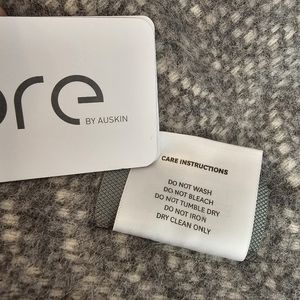 ore
BY AUSKIN
CARE INSTRUCTIONS
DO NOT WASH
DO NOT BLEACH
DO NOT TUMBLE DRY
DO NOT IRON
DRY CLEAN ONLY